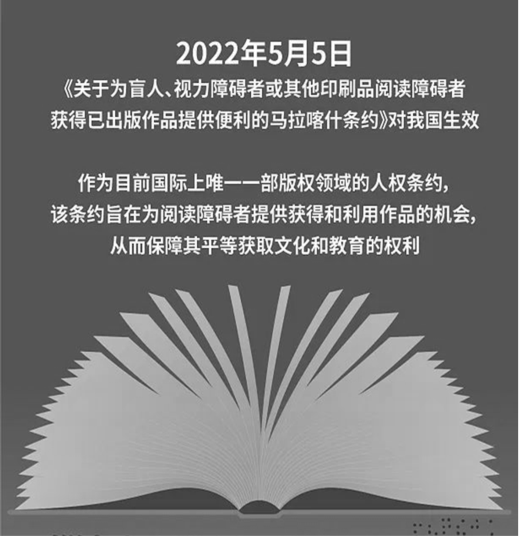 2022年5月5日
《关于为盲人、视力障碍者或其他印刷品阅读障碍者
获得已出版作品提供便利的马拉喀什条约》对我国生效
作为目前国际上唯一一部版权领域的人权条约,
该条约旨在为阅读障碍者提供获得和利用作品的机会,
从而保障其平等获取文化和教育的权利